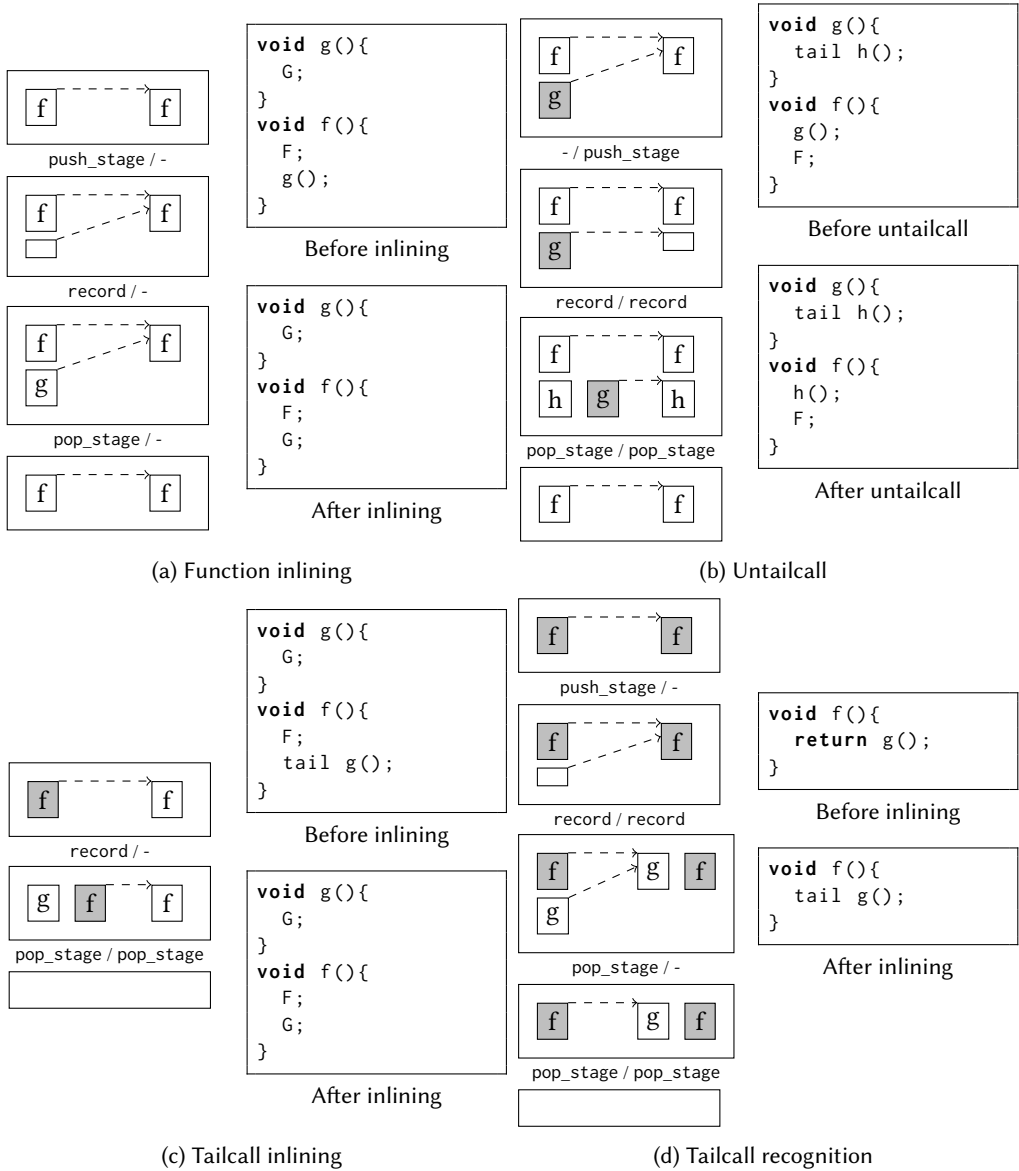 f f
push_stage / -
f f
record / -
f f
g
pop_stage / -
f f
void g(){
G;
}
void f(){
F;
g();
}
Before inlining
void g(){
G;
}
void f(){
F;
G;
}
After inlining
(a) Function inlining
f f
g
- / push_stage
f f
g
record / record
f f
h g h
pop_stage / pop_stage
f f
void g(){
tail h();
}
void f(){
g();
F;
}
Before untailcall
void g(){
tail h();
}
void f(){
h();
F;
}
After untailcall
(b) Untailcall
f f
record / -
g f f
pop_stage / pop_stage
void g(){
G;
}
void f(){
F;
tail g();
}
Before inlining
void g(){
G;
}
void f(){
F;
G;
}
After inlining
(c) Tailcall inlining
f f
push_stage / -
f f
record / record
f g f
g
pop_stage / -
f g f
pop_stage / pop_stage
void f(){
return g();
}
Before inlining
void f(){
tail g();
}
After inlining
(d) Tailcall recognition